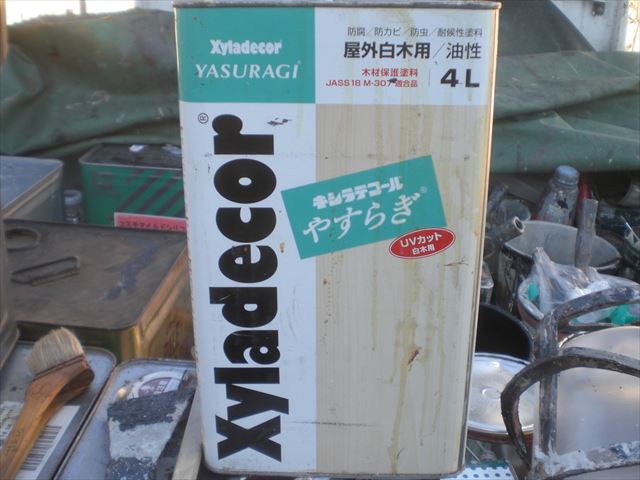 Xyladecor®
YASURAGI®
防腐／防カビ／防虫／耐候性塗料
屋外白木用／油性
木材保護塗料
JASS18 M-307適合品
4L
Xyladecor®
キシラデコール®
やすらぎ®
UVカット
白木用